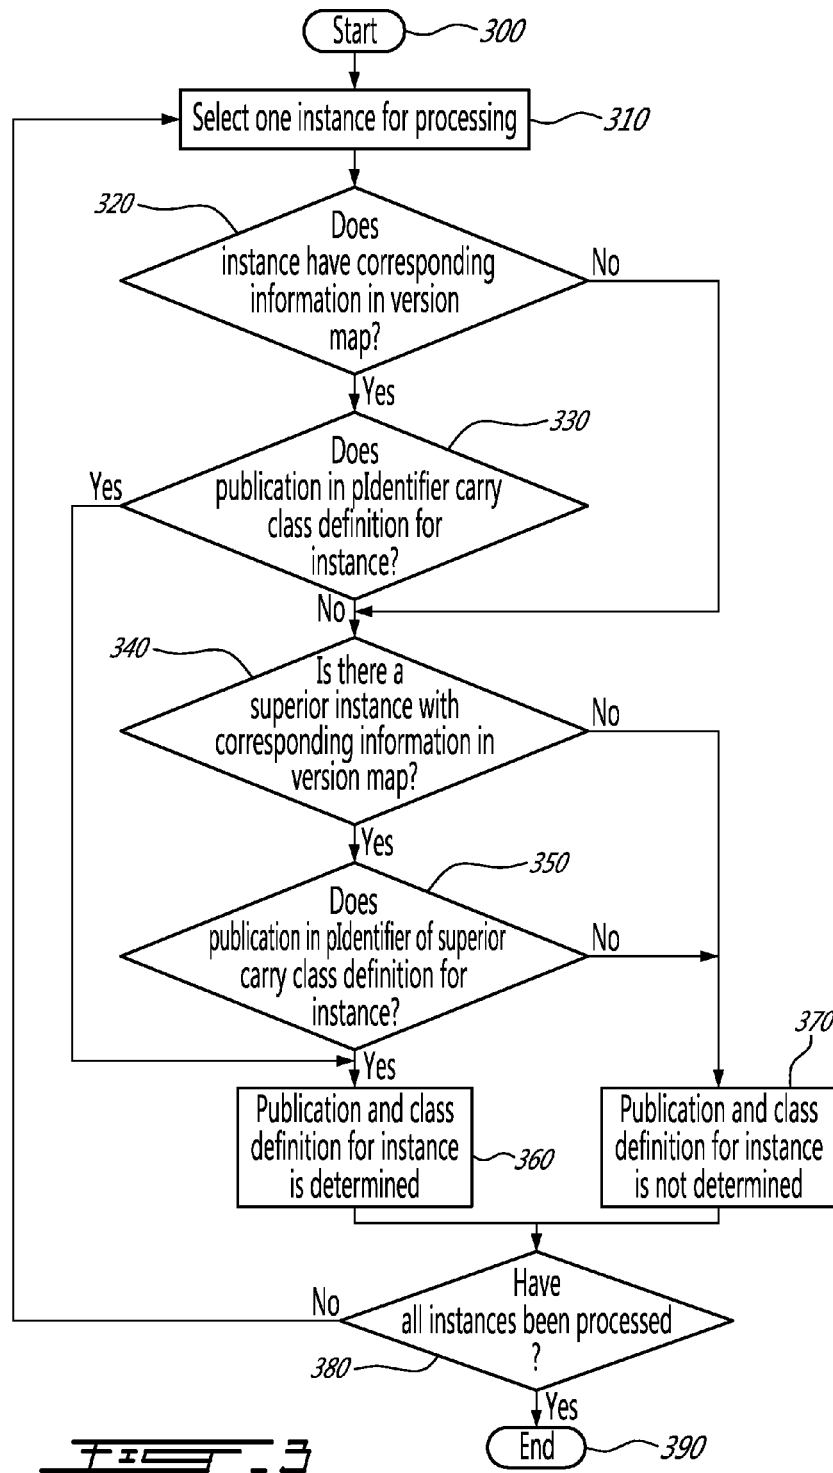 Start
300
Select one instance for processing
310
320
Does
instance have corresponding
information in version
map?
No
Yes
330
Does
publication in pIdentifier carry
class definition for
instance?
Yes
No
340
Is there a
superior instance with
corresponding information in
version map?
No
Yes
350
Does
publication in pIdentifier of superior
carry class definition for
instance?
No
Yes
370
Publication and class
definition for instance
is determined
360
Publication and class
definition for instance
is not determined
Have
all instances been processed
?
No
380
Yes
End
390
FIG. 3